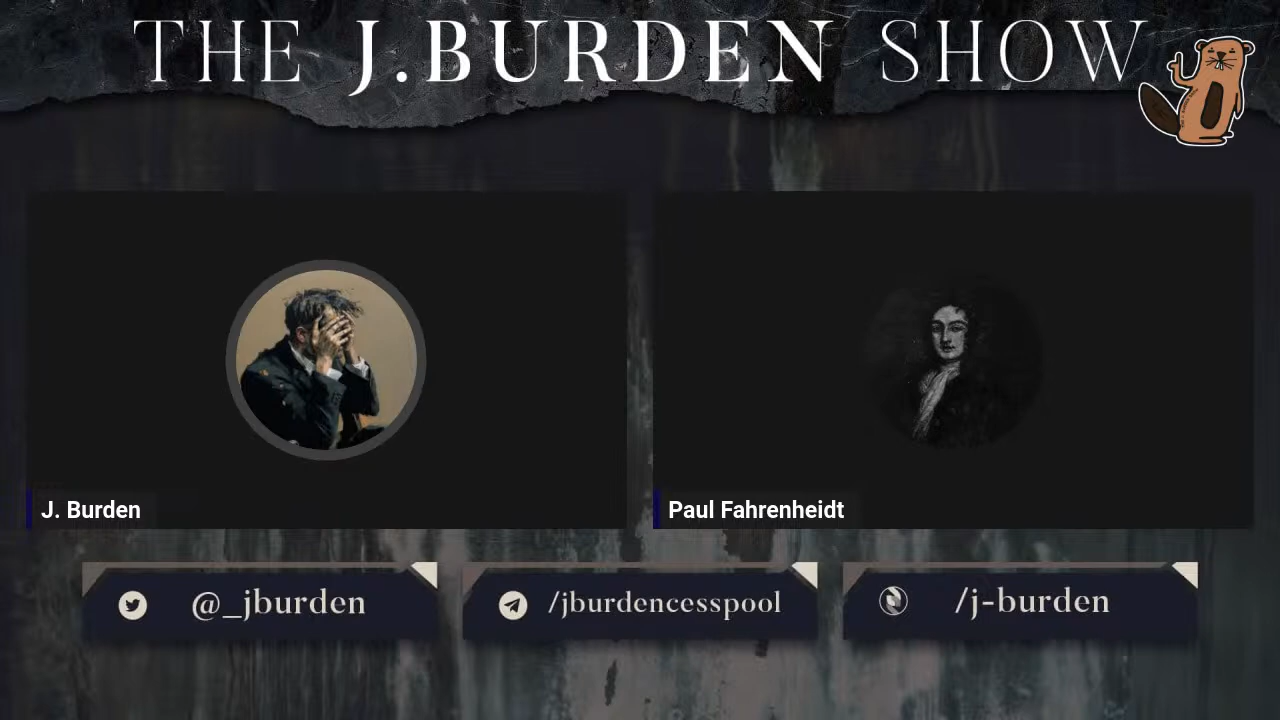 THE J.BURDEN SHOW
J. Burden
Paul Fahrenheidt
@_jburden
/jburdencesspool
/j-burden